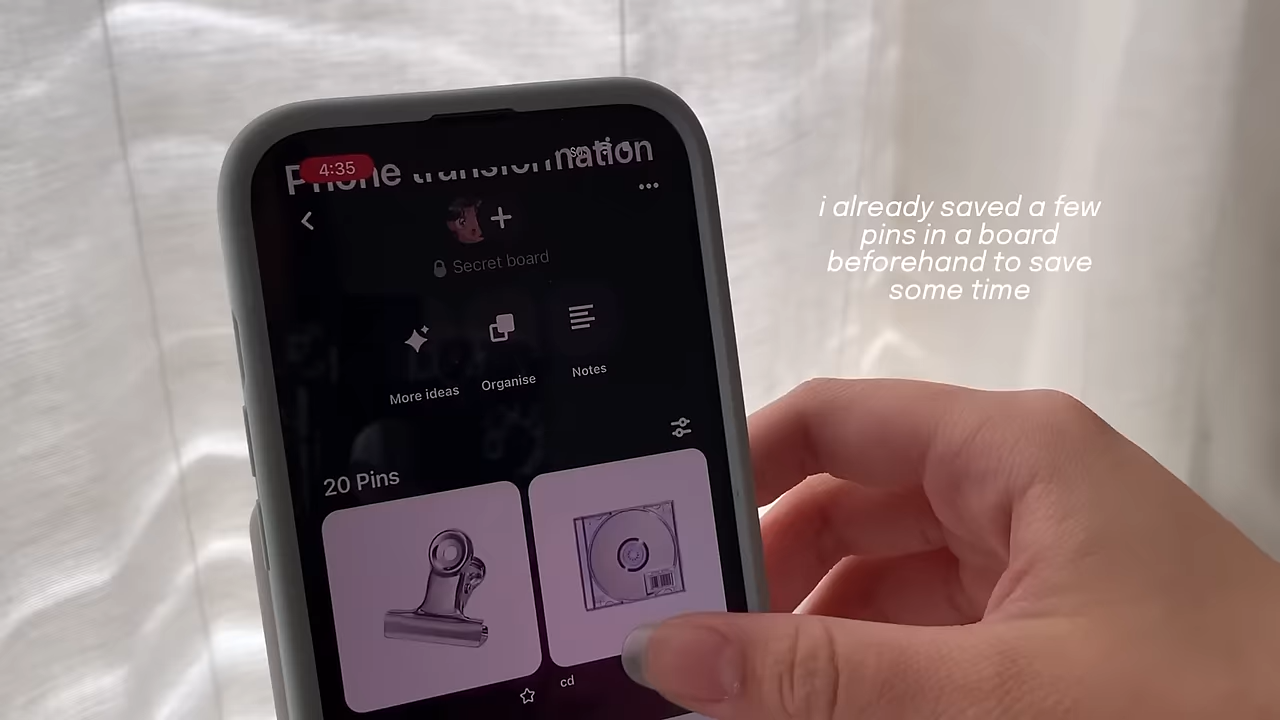 4:35
Phone transformation
Secret board
More ideas
Organise
Notes
20 Pins
cd
i already saved a few
pins in a board
beforehand to save
some time